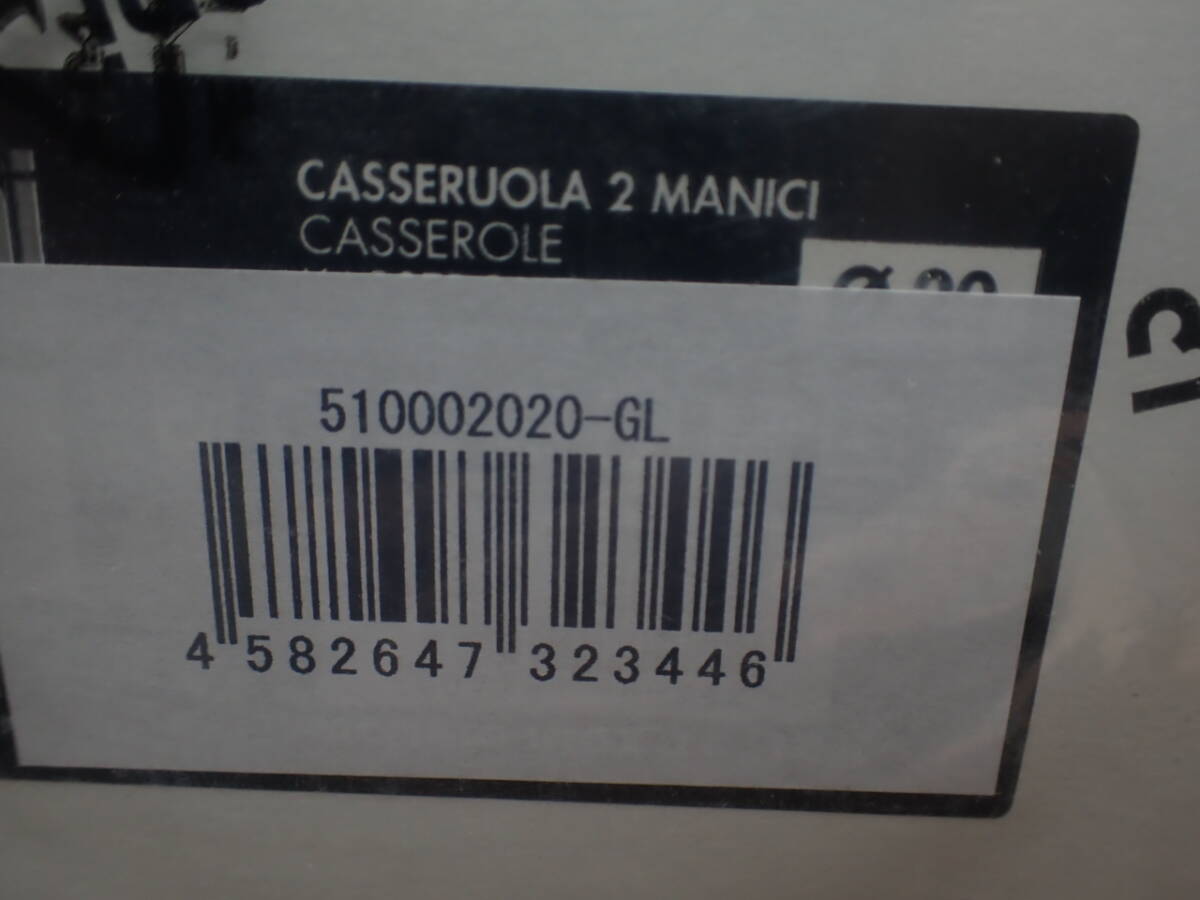 CASSERUOLA 2 MANICI
CASSEROLE
510002020-GL
4 582647 323446